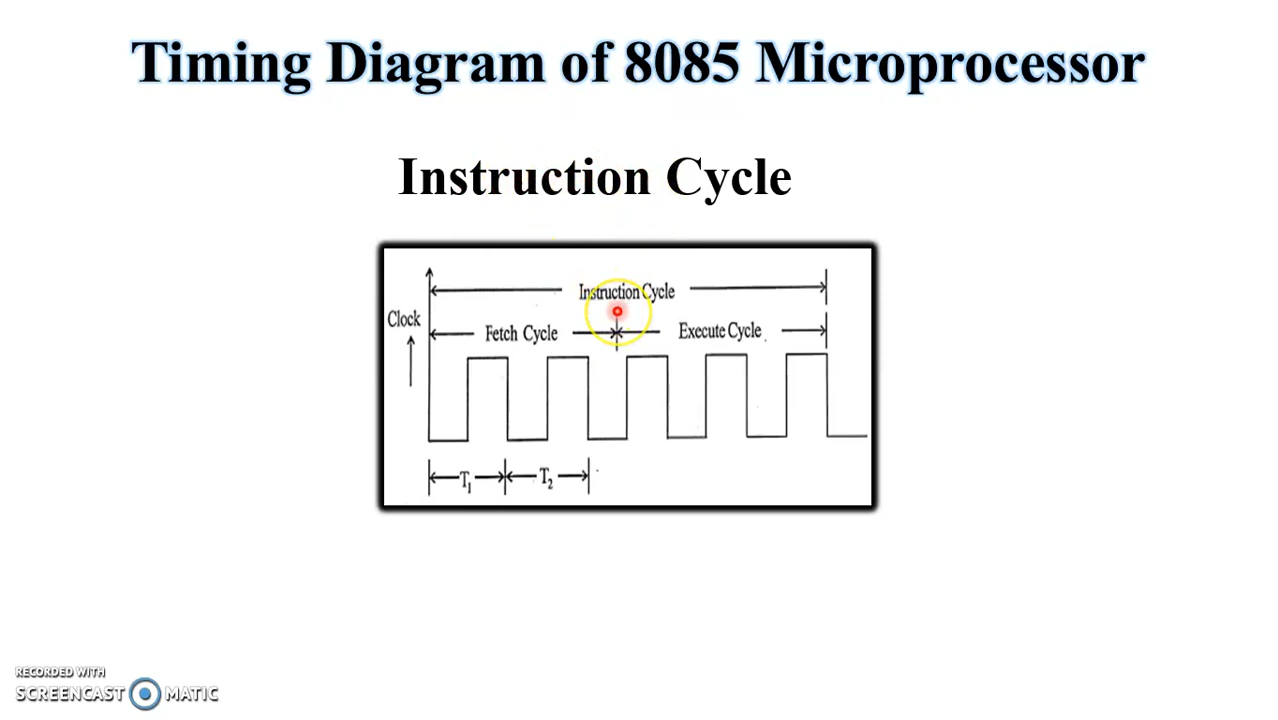 Timing Diagram of 8085 Microprocessor
Instruction Cycle
Instruction Cycle
Clock
Fetch Cycle
Execute Cycle
T₁
T₂
RECORDED WITH
SCREENCAST MATIC